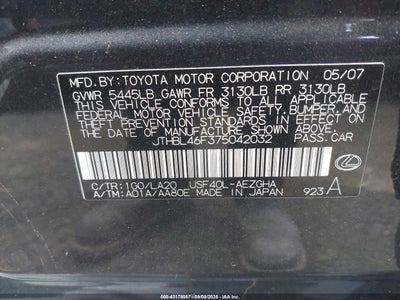 MFD.BY:TOYOTA MOTOR CORPORATION 05/07
GVWR 5445LB GAWR FR 3130LB RR 3130LB
THIS VEHICLE CONFORMS TO ALL APPLICABLE
FEDERAL MOTOR VEHICLE SAFETY, BUMPER, AND
THEFT PREVENTION STANDARDS IN EFFECT ON
THE DATE OF MANUFACTURE SHOWN ABOVE.
JTHBL46F375042032 PASS.CAR
C/TR:1G0/LA20 USF40L-AEZGHA
A/TM:A01A/AA80E MADE IN JAPAN 923 A
000-43178057 - 09/09/2025 - IAAI US